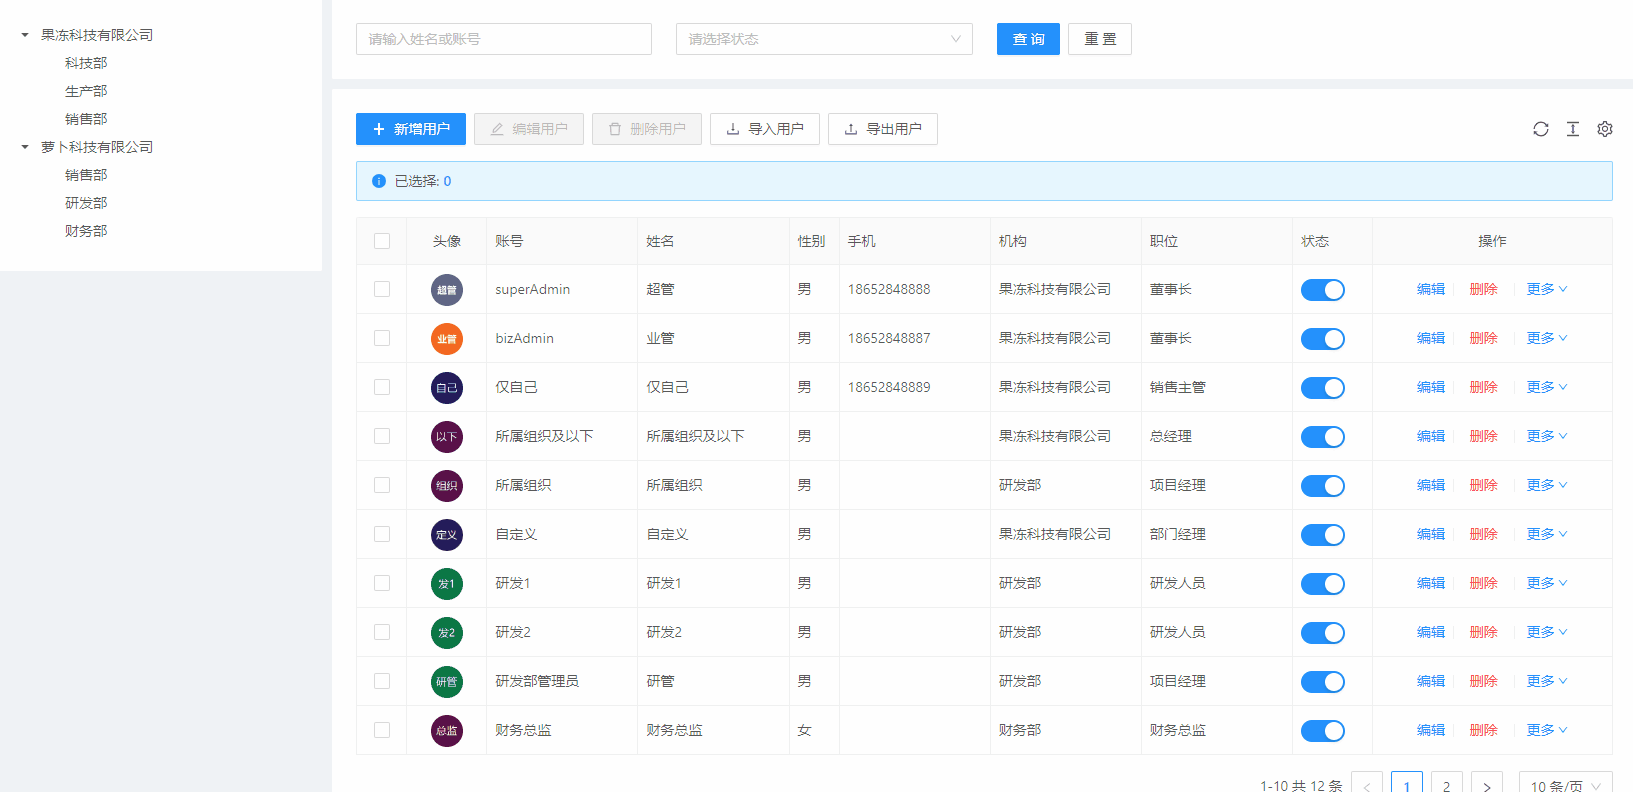 果冻科技有限公司
科技部
生产部
销售部
萝卜科技有限公司
销售部
研发部
财务部
请输入姓名或账号 请选择状态 查 询 重 置
新增用户 编辑用户 删除用户 导入用户 导出用户
已选择: 0
头像 账号 姓名 性别 手机 机构 职位 状态 操作
超管 superAdmin 超管 男 18652848888 果冻科技有限公司 董事长 编辑 删除 更多
业管 bizAdmin 业管 男 18652848887 果冻科技有限公司 董事长 编辑 删除 更多
自己 仅自己 仅自己 男 18652848889 果冻科技有限公司 销售主管 编辑 删除 更多
以下 所属组织及以下 所属组织及以下 男 果冻科技有限公司 总经理 编辑 删除 更多
组织 所属组织 所属组织 男 研发部 项目经理 编辑 删除 更多
定义 自定义 自定义 男 果冻科技有限公司 部门经理 编辑 删除 更多
发1 研发1 研发1 男 研发部 研发人员 编辑 删除 更多
发2 研发2 研发2 男 研发部 研发人员 编辑 删除 更多
研管 研发部管理员 研管 男 研发部 项目经理 编辑 删除 更多
总监 财务总监 财务总监 女 财务部 财务总监 编辑 删除 更多
1-10 共 12 条 < 1 2 > 10 条/页